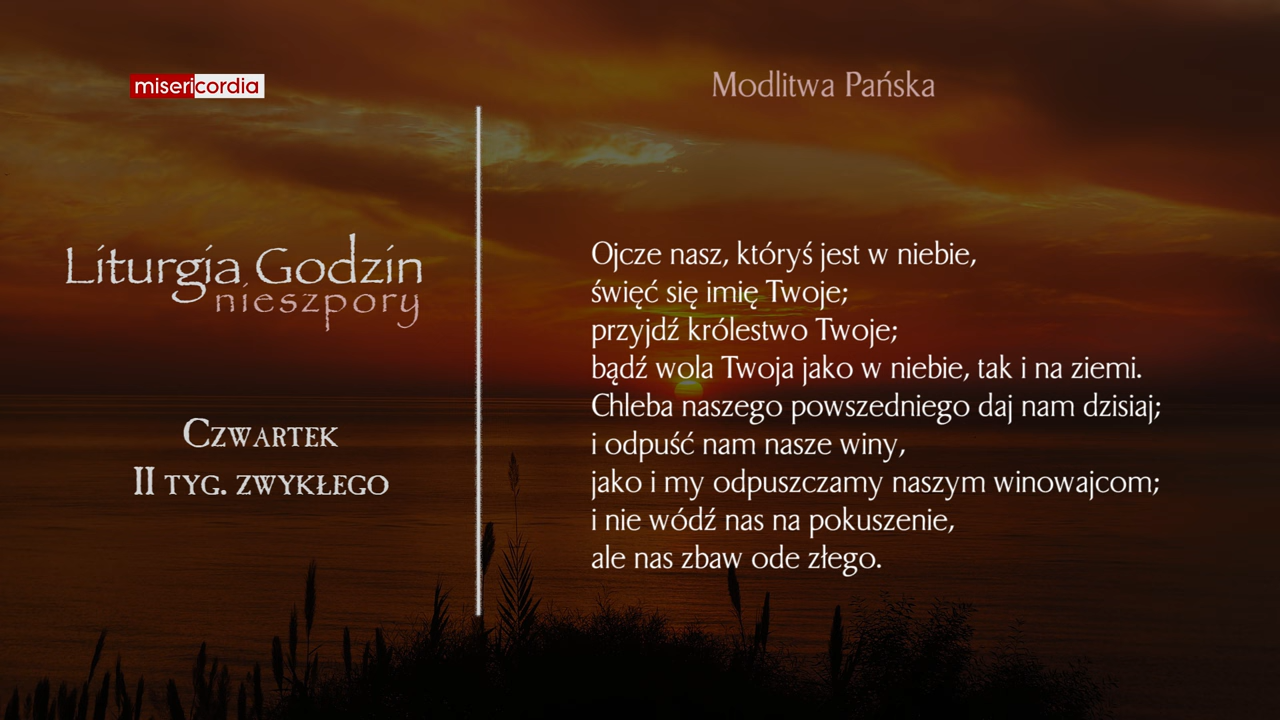 misericordia
Liturgia Godzin
nieszpory
Czwartek
II tyg. zwykłego
Modlitwa Pańska
Ojcze nasz, któryś jest w niebie,
święć się imię Twoje;
przyjdź królestwo Twoje;
bądź wola Twoja jako w niebie, tak i na ziemi.
Chleba naszego powszedniego daj nam dzisiaj;
i odpuść nam nasze winy,
jako i my odpuszczamy naszym winowajcom;
i nie wódź nas na pokuszenie,
ale nas zbaw ode złego.